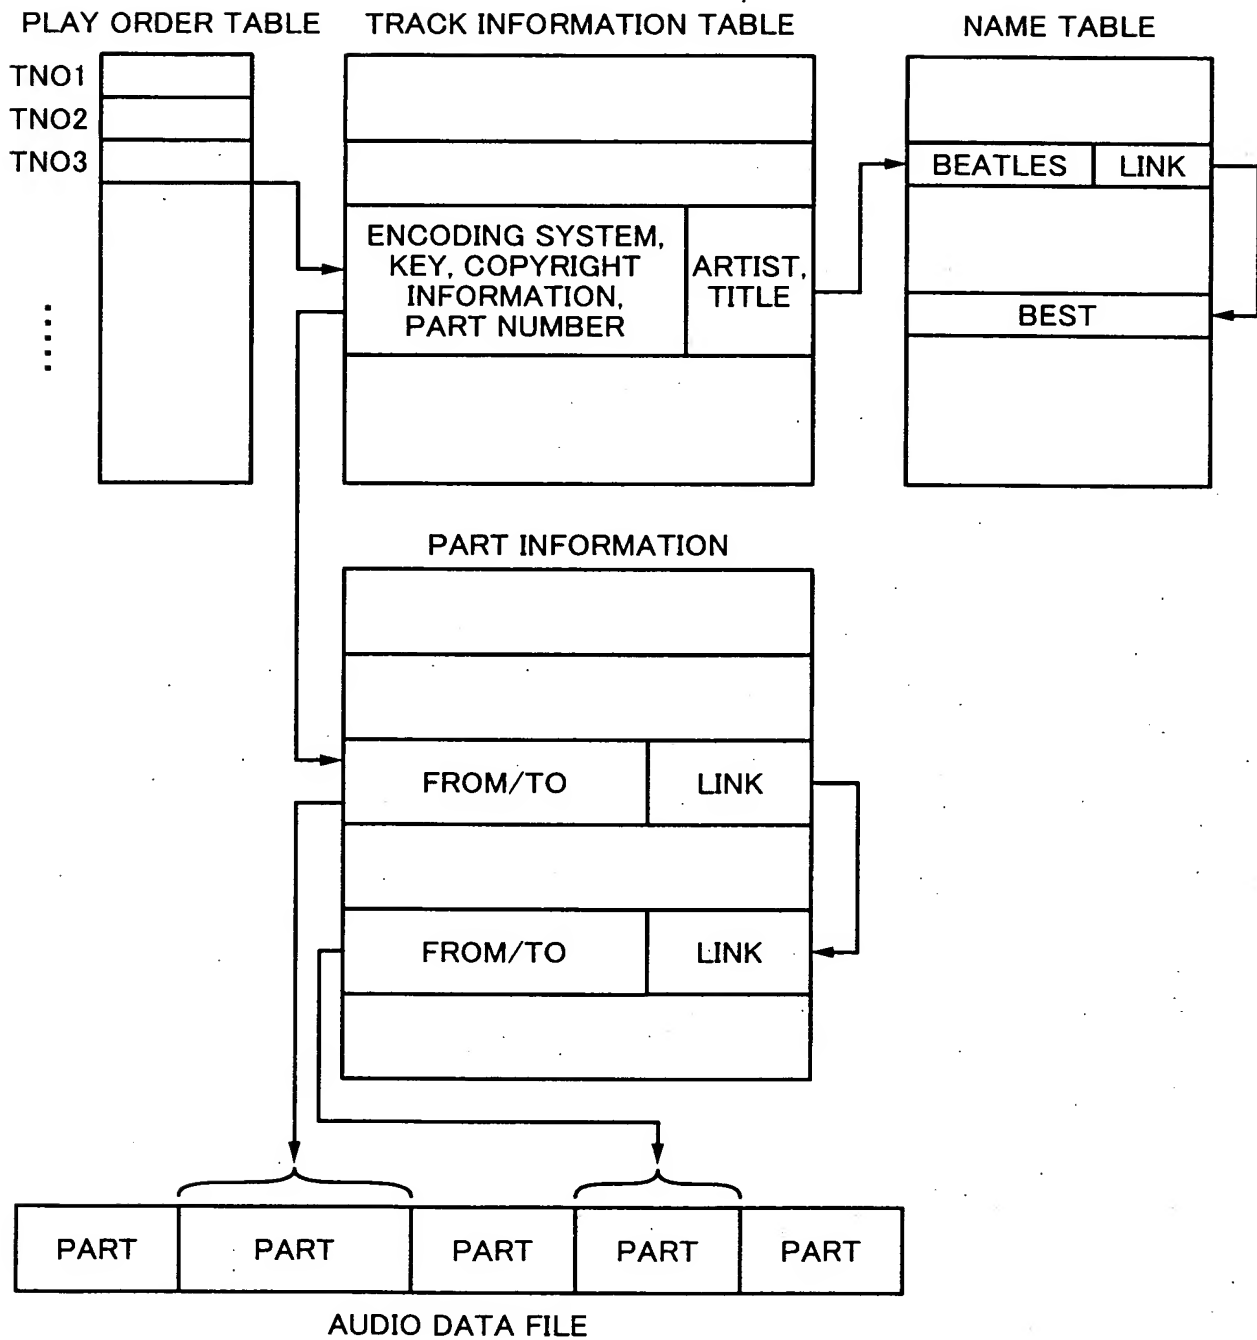 PLAY ORDER TABLE
TRACK INFORMATION TABLE
NAME TABLE
TNO1
TNO2
TNO3
BEATLES
LINK
ENCODING SYSTEM,
KEY, COPYRIGHT
INFORMATION,
PART NUMBER
ARTIST,
TITLE
BEST
PART INFORMATION
FROM/TO
LINK
FROM/TO
LINK
PART
PART
PART
PART
PART
AUDIO DATA FILE